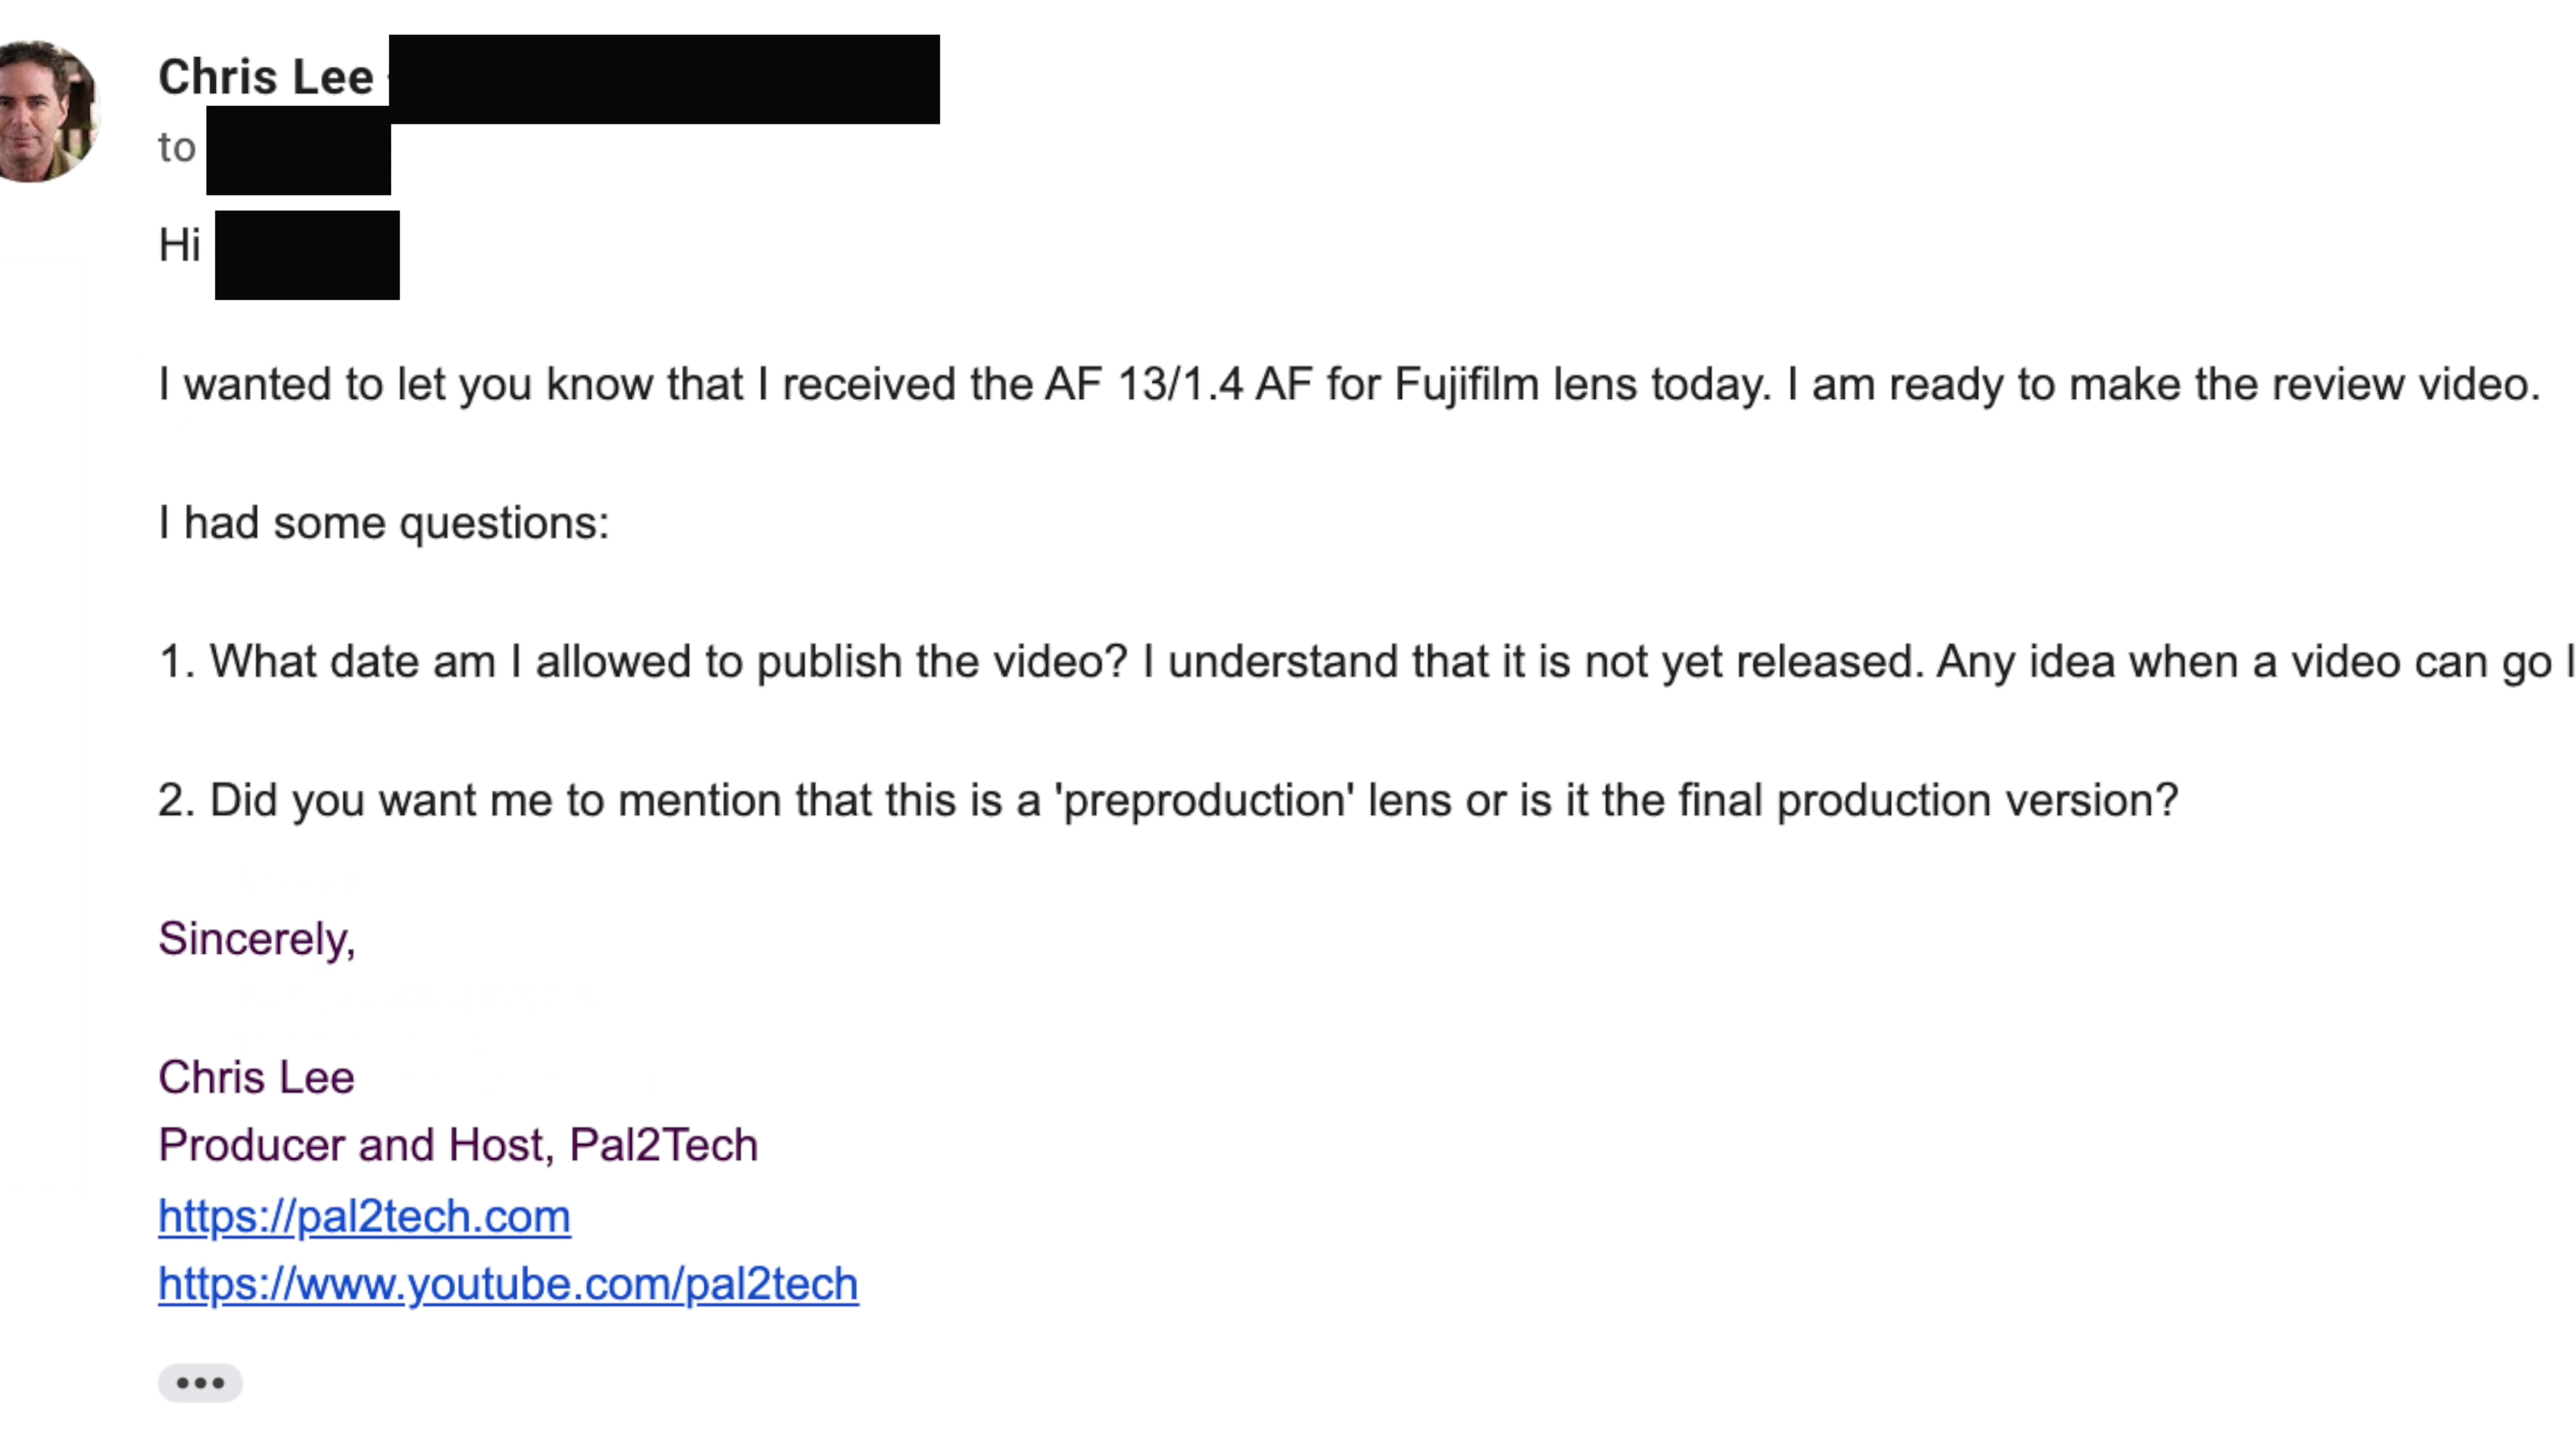 Chris Lee
to
Hi
I wanted to let you know that I received the AF 13/1.4 AF for Fujifilm lens today. I am ready to make the review video.
I had some questions:
1. What date am I allowed to publish the video? I understand that it is not yet released. Any idea when a video can go
2. Did you want me to mention that this is a 'preproduction' lens or is it the final production version?
Sincerely,
Chris Lee
Producer and Host, Pal2Tech
https://pal2tech.com
https://www.youtube.com/pal2tech